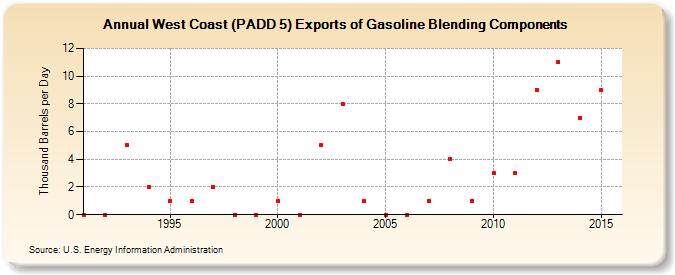 Annual West Coast (PADD 5) Exports of Gasoline Blending Components
Thousand Barrels per Day
12
10
8
6
4
2
0
1995 2000 2005 2010 2015
Source: U.S. Energy Information Administration